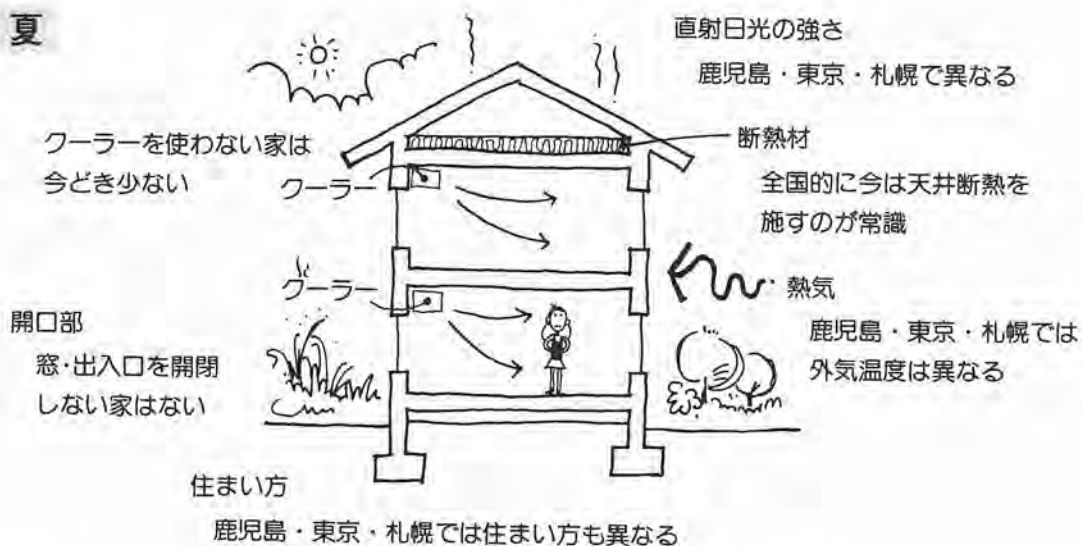 夏
直射日光の強さ
鹿児島・東京・札幌で異なる
クーラーを使わない家は
今どき少ない
クーラー
断熱材
全国的に今は天井断熱を
施すのが常識
クーラー
熱気
鹿児島・東京・札幌では
外気温度は異なる
開口部
窓・出入口を開閉
しない家はない
住まい方
鹿児島・東京・札幌では住まい方も異なる